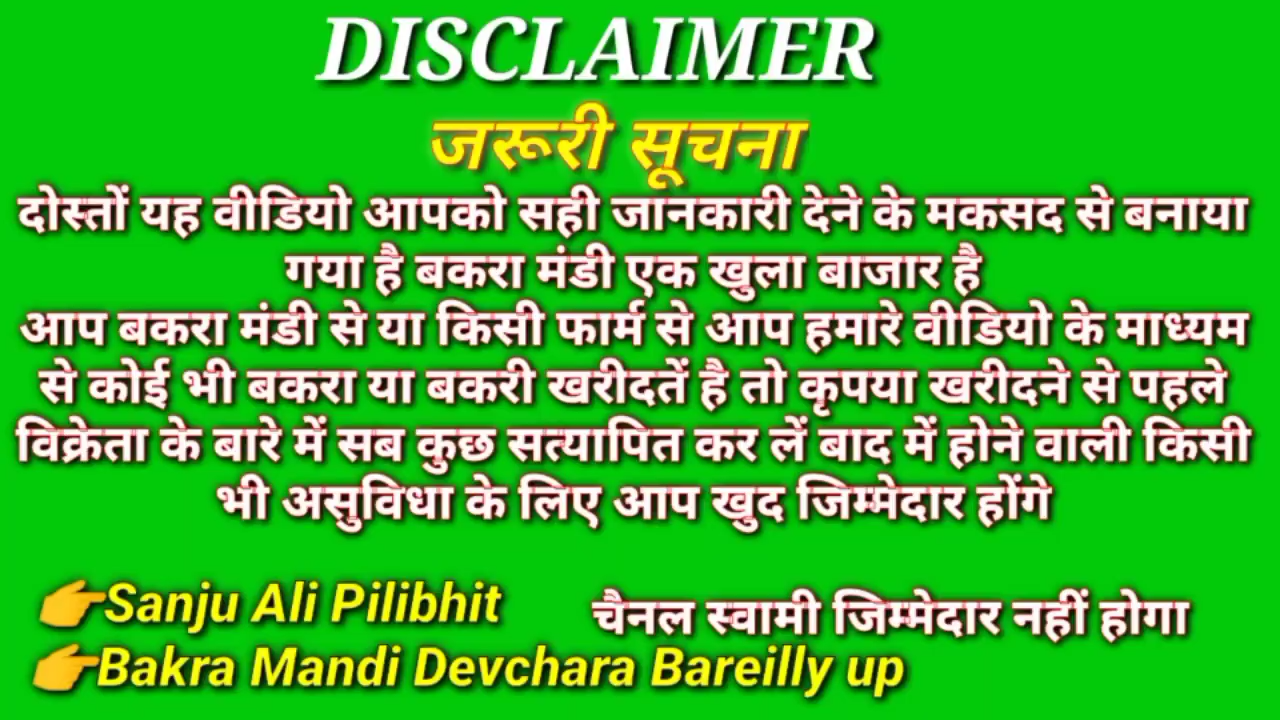 DISCLAIMER
जरूरी सूचना
दोस्तों यह वीडियो आपको सही जानकारी देने के मकसद से बनाया
गया है बकरा मंडी एक खुला बाजार है
आप बकरा मंडी से या किसी फार्म से आप हमारे वीडियो के माध्यम
से कोई भी बकरा या बकरी खरीदतें है तो कृपया खरीदने से पहले
विक्रेता के बारे में सब कुछ सत्यापित कर लें बाद में होने वाली किसी
भी असुविधा के लिए आप खुद जिम्मेदार होंगे
👉Sanju Ali Pilibhit
चैनल स्वामी जिम्मेदार नहीं होगा
👉Bakra Mandi Devchara Bareilly up